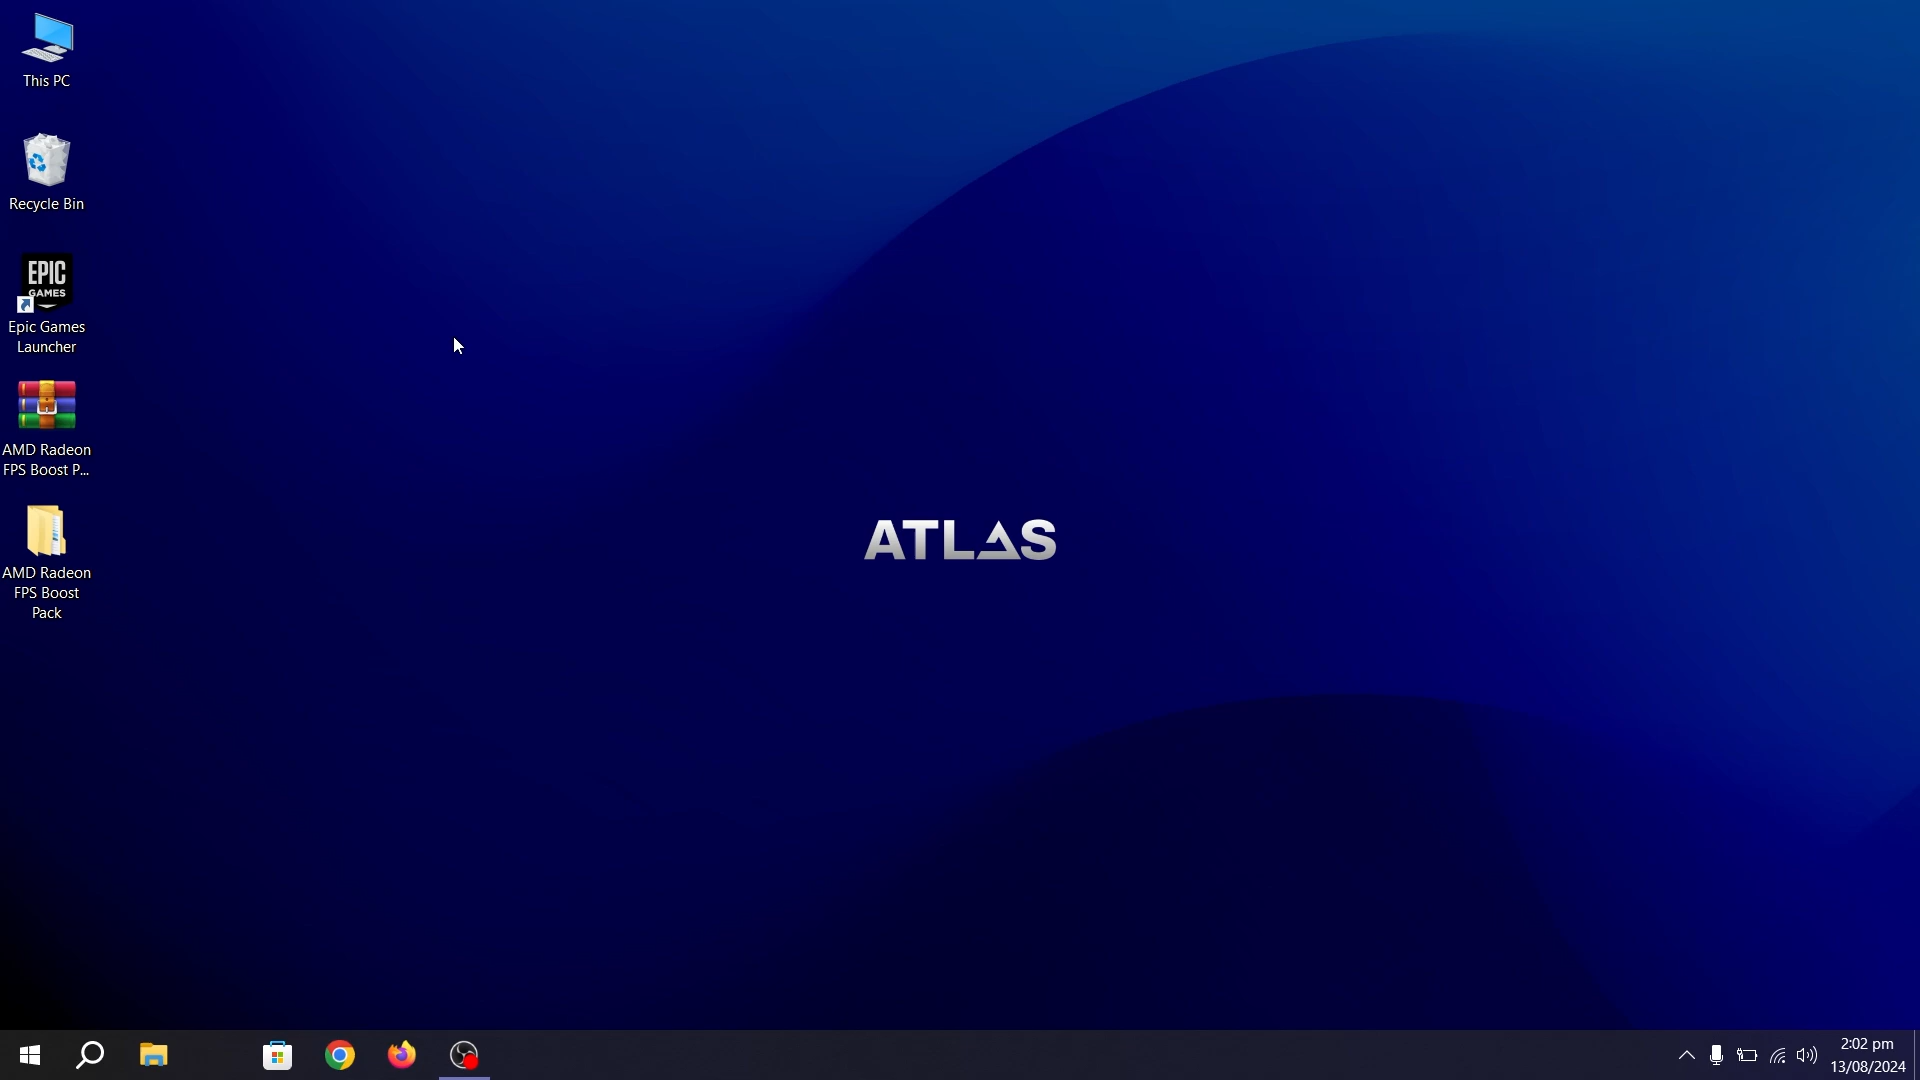 This PC
Recycle Bin
EPIC
GAMES
Epic Games
Launcher
AMD Radeon
FPS Boost P...
AMD Radeon
FPS Boost
Pack
ATLAS
2:02 pm
13/08/2024